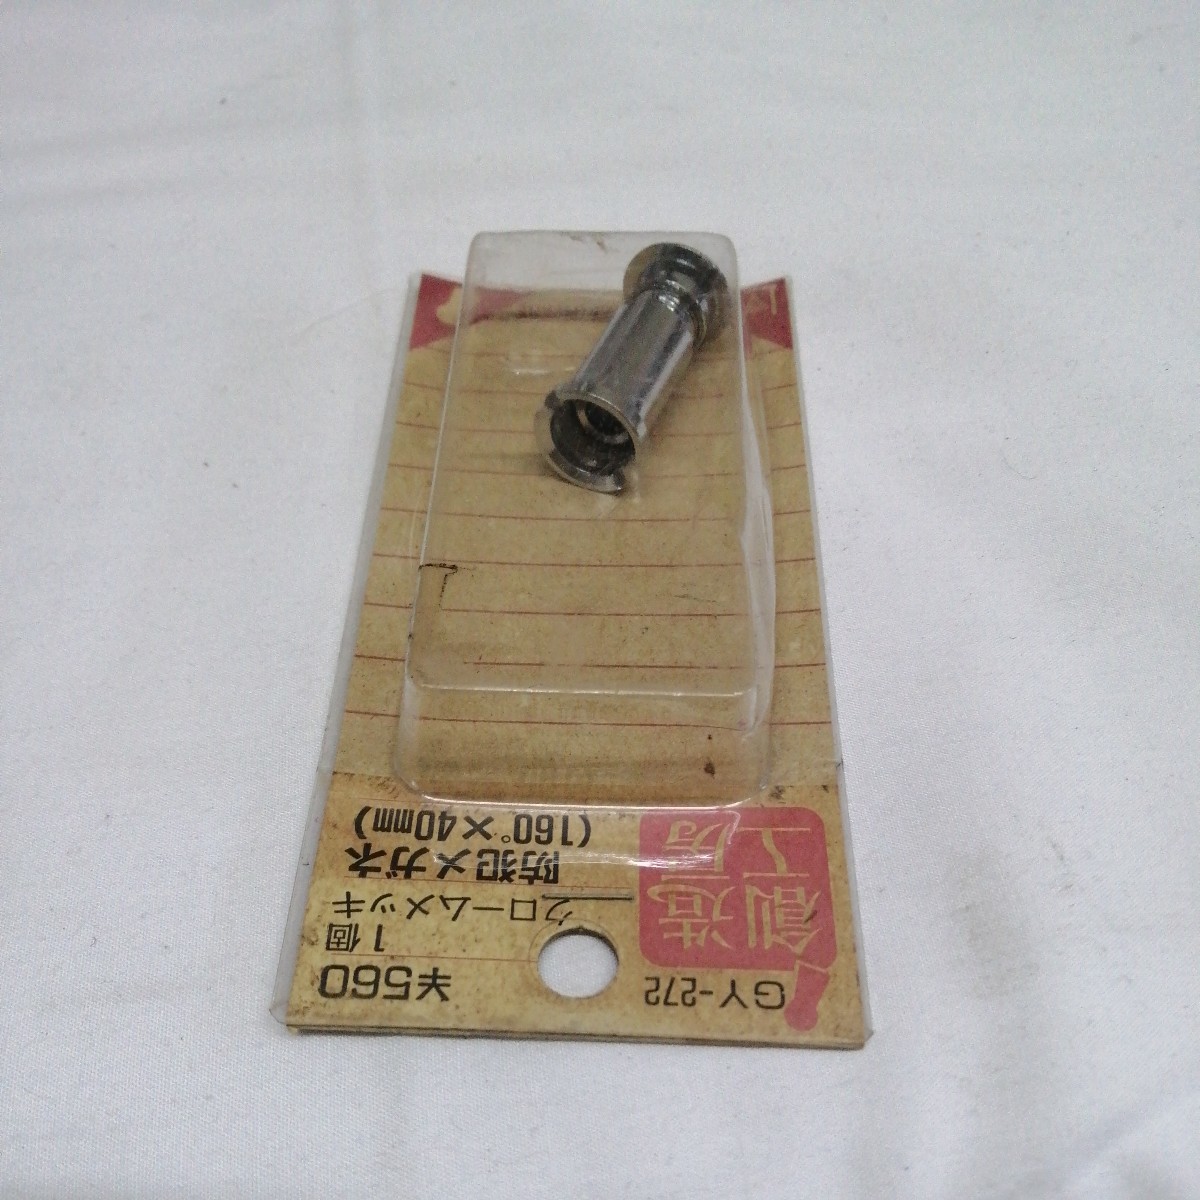 GY-272
¥560
創造
工房
1個
クロームメッキ
防犯メガネ
(160°×40㎜)